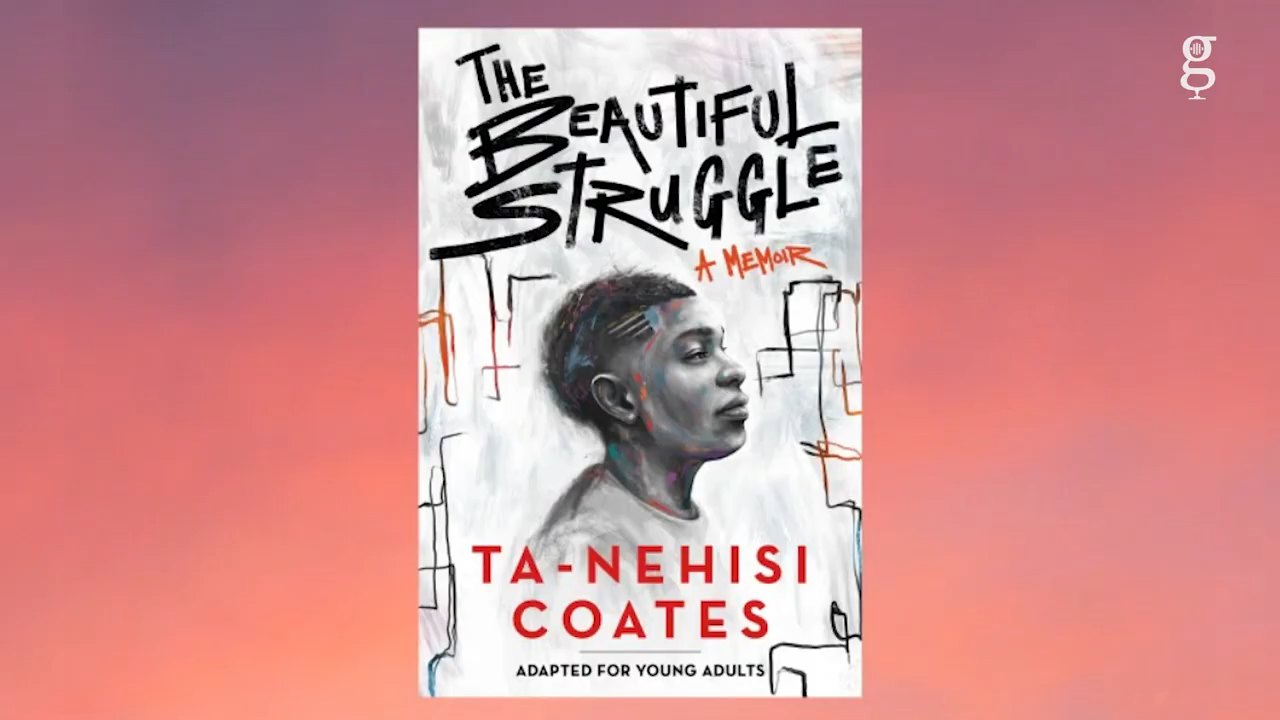 THE
BEAUTIFUL
STRUGGLE
A MEMOIR
TA-NEHISI
COATES
ADAPTED FOR YOUNG ADULTS
g